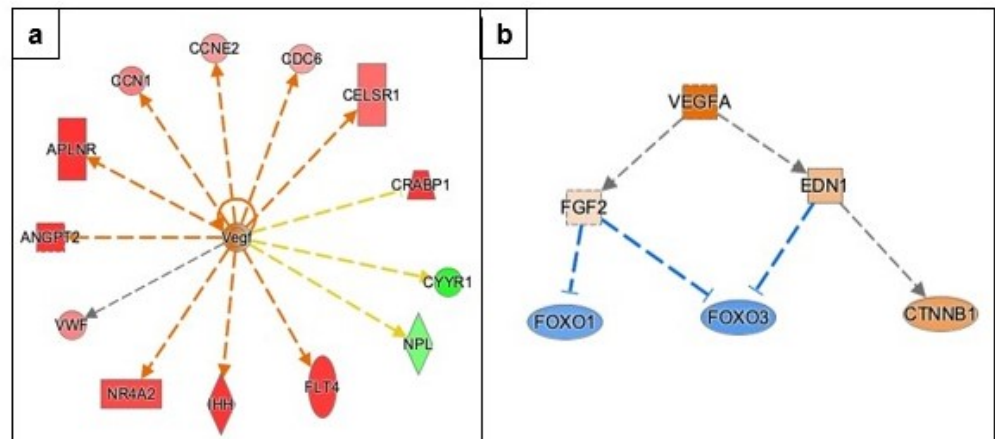 a
CCNE2
CDC6
CCN1
CELSR1
APLNR
CRABP1
ANGPT2
Vegf
CYYR1
VWF
NPL
NR4A2
IHH
FLT4
b
VEGFA
EDN1
FGF2
FOXO1
FOXO3
CTNNB1